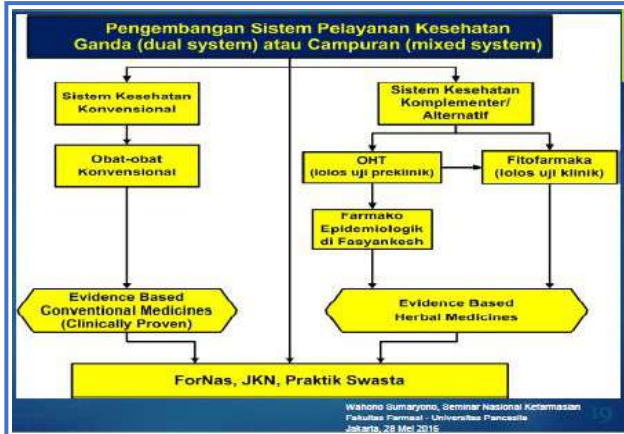 Pengembangan Sistem Pelayanan Kesehatan
Ganda (dual system) atau Campuran (mixed system)
Sistem Kesehatan
Konvensional
Sistem Kesehatan
Komplementer/
Alternatif
Obat-obat
Konvensional
OHT
(lolos uji preklinik)
Fitofarmaka
(lolos uji klinik)
Farmako
Epidemiologik
di Fasyankesh
Evidence Based
Conventional Medicines
(Clinically Proven)
Evidence Based
Herbal Medicines
ForNas, JKN, Praktik Swasta
Wahono Sumaryono, Seminar Nasional Kefarmasian
Fakultas Farmasi - Universitas Pancasila
Jakarta, 28 Mei 2016
19